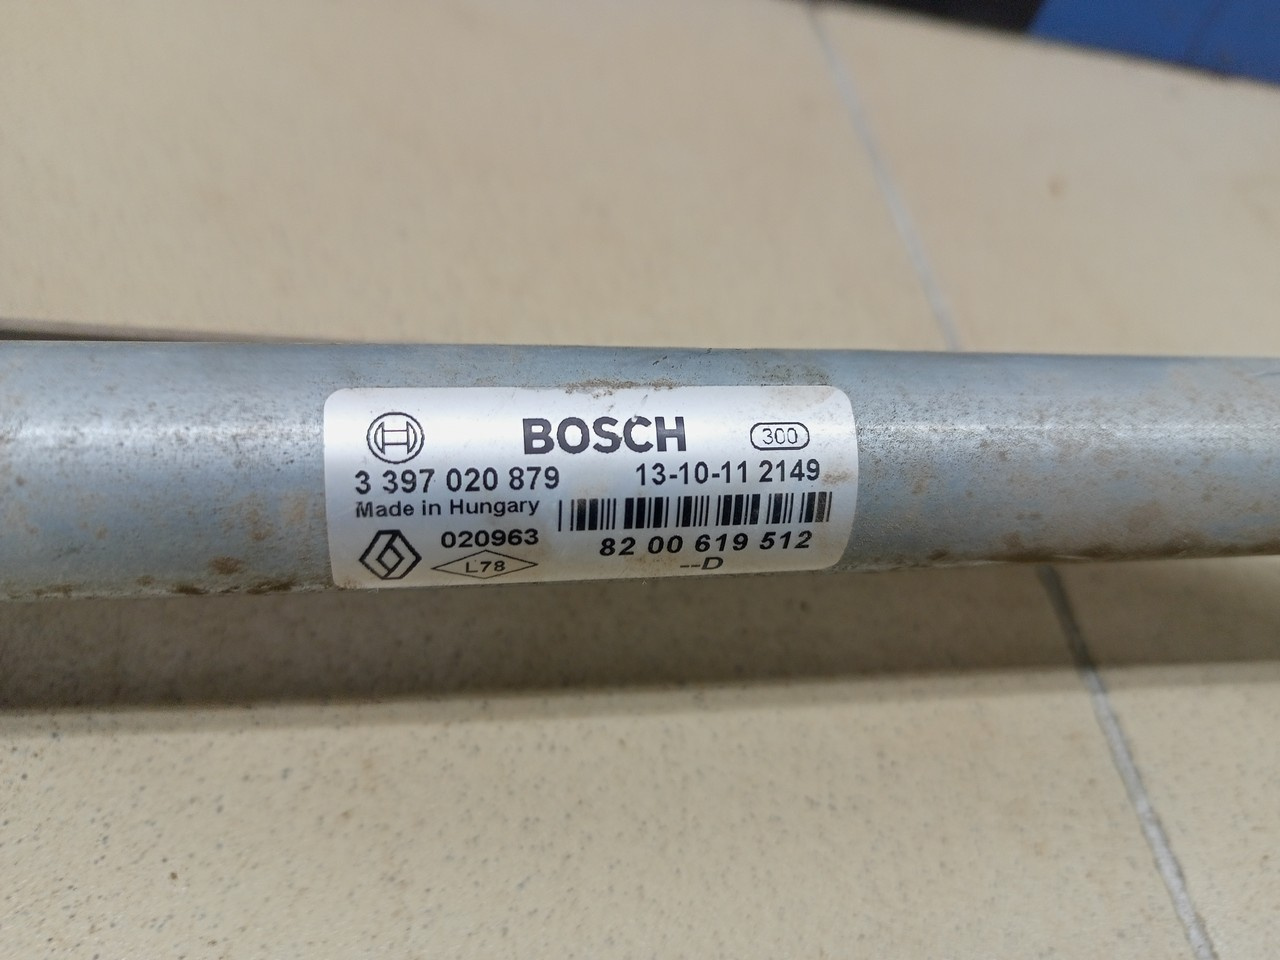 BOSCH 300
3 397 020 879 13-10-11 2149
Made in Hungary
020963 82 00 619 512
L78 --D